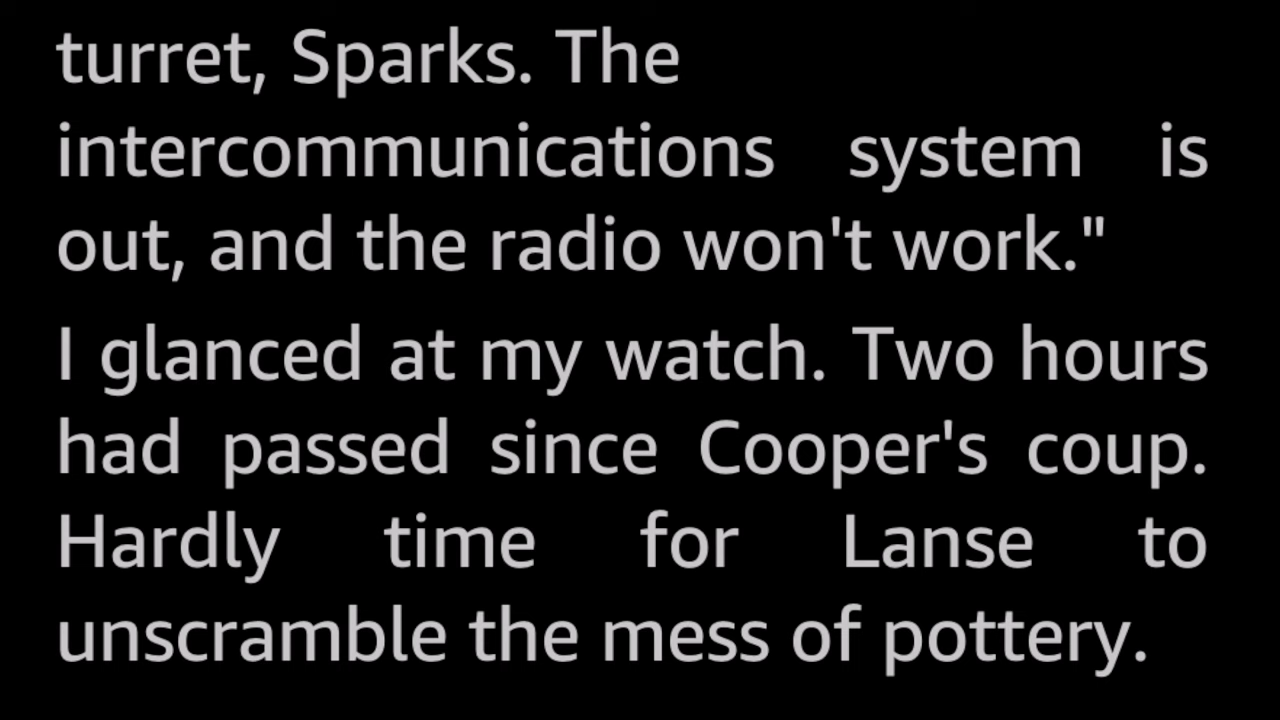 turret, Sparks. The
intercommunications system is
out, and the radio won't work."
I glanced at my watch. Two hours
had passed since Cooper's coup.
Hardly time for Lanse to
unscramble the mess of pottery.